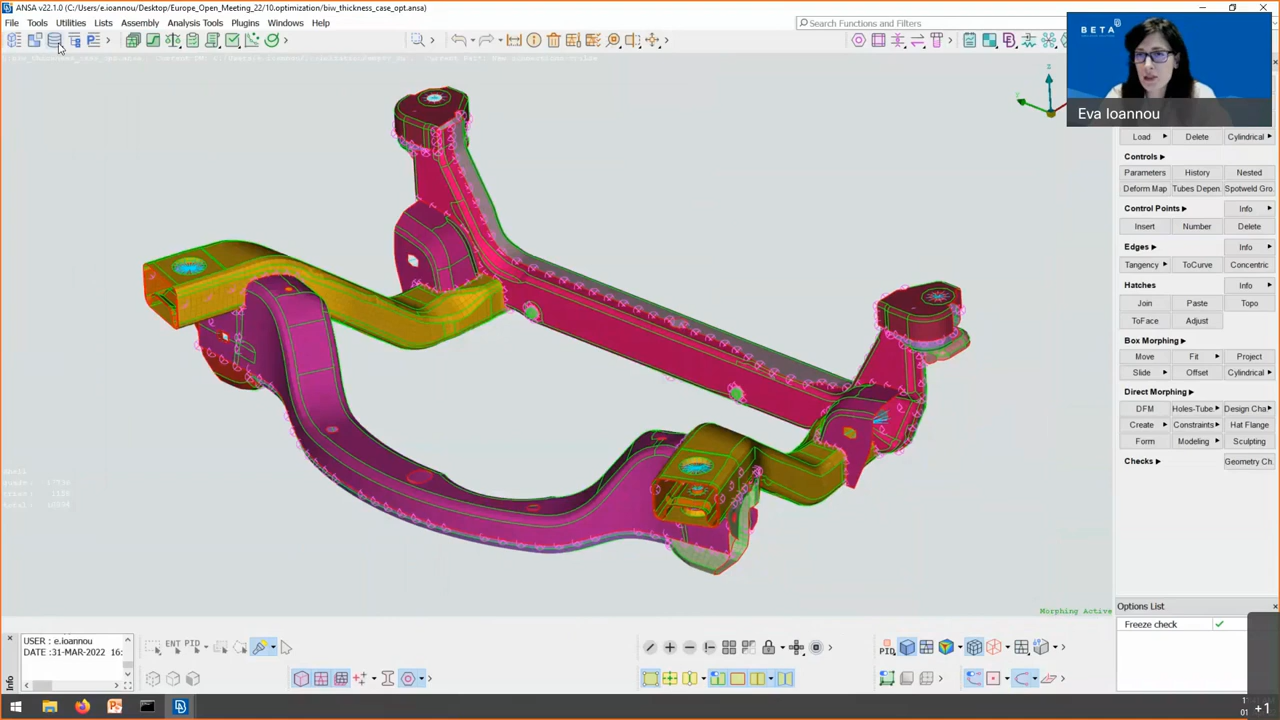 ANSA v22.1.0 (C:/Users/e.ioannou/Desktop/Europe_Open_Meeting_22/10.optimization/biw_thickness_case_opt.ansa)
File Tools Utilities Lists Assembly Analysis Tools Plugins Windows Help
Search Functions /
BETA
Eva Ioannou
Load Delete Cylindrical
Controls
Parameters History Nested
Deform Map Tubes Depen. Spotweld Gro.
Control Points Info
Insert Number Delete
Edges Info
Tangency ToCurve Concentric
Hatches Info
Join Paste Topo
ToFace Adjust
Box Morphing
Move Fit Project
Slide Offset Cylindrical
Direct Morphing
DFM Holes-Tube Design Cha
Create Constraints Hat Flange
Form Modeling Sculpting
Checks Geometry Ch.
Morphing Active
Options List
Freeze check
USER : e.ioannou
DATE :31-MAR-2022 16:
Info
ENT PID
PID
+1